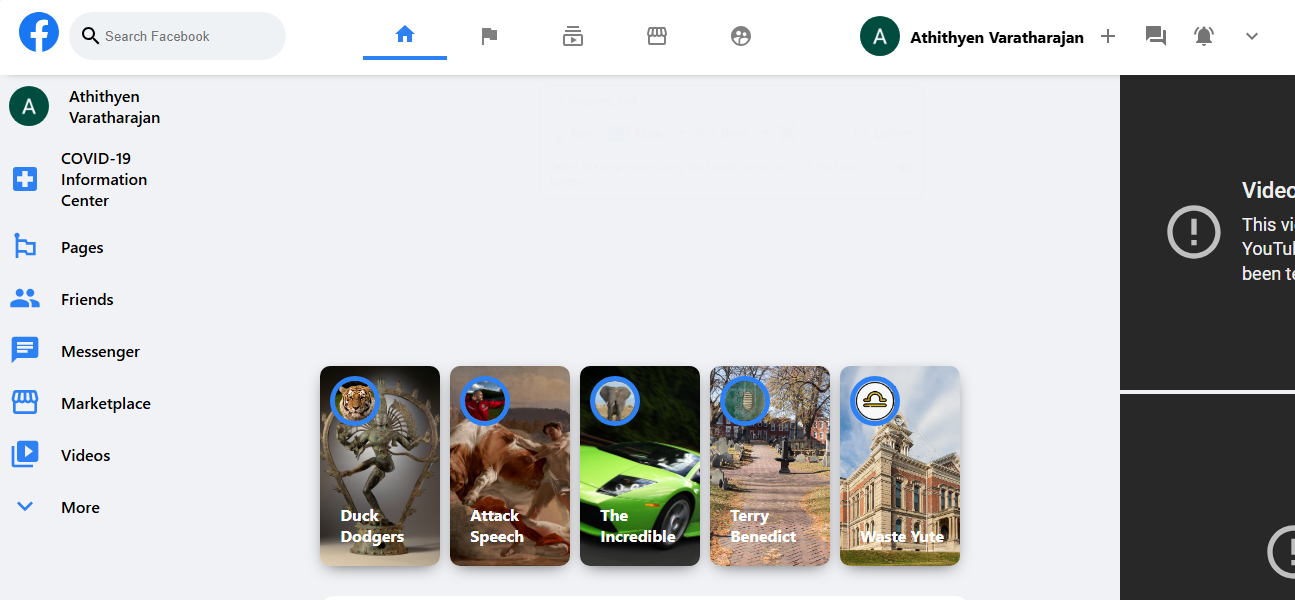 Search Facebook
A
Athithyen Varatharajan
A
Athithyen
Varatharajan
COVID-19
Information
Center
Pages
Friends
Messenger
Marketplace
Videos
More
Duck
Dodgers
Attack
Speech
The
Incredible
Terry
Benedict
Waste Yute
Video
This vi
YouTu
been te